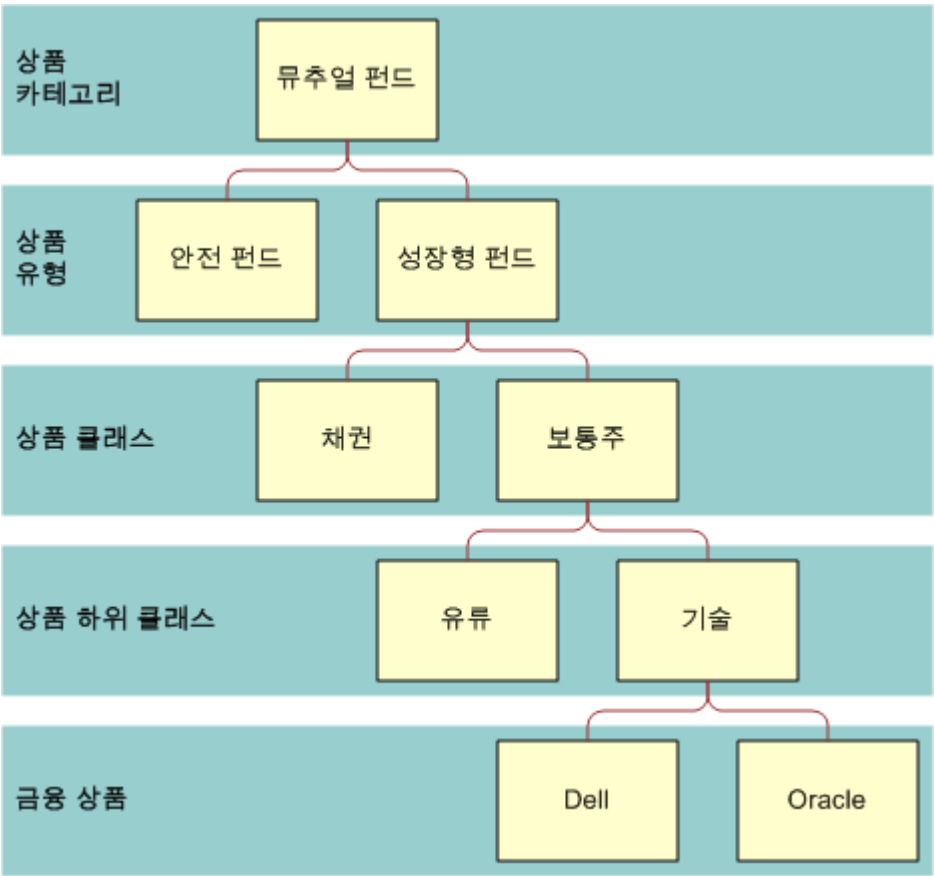 상품
카테고리
뮤추얼 펀드
상품
유형
안전 펀드
성장형 펀드
상품 클래스
채권
보통주
상품 하위 클래스
유류
기술
금융 상품
Dell
Oracle